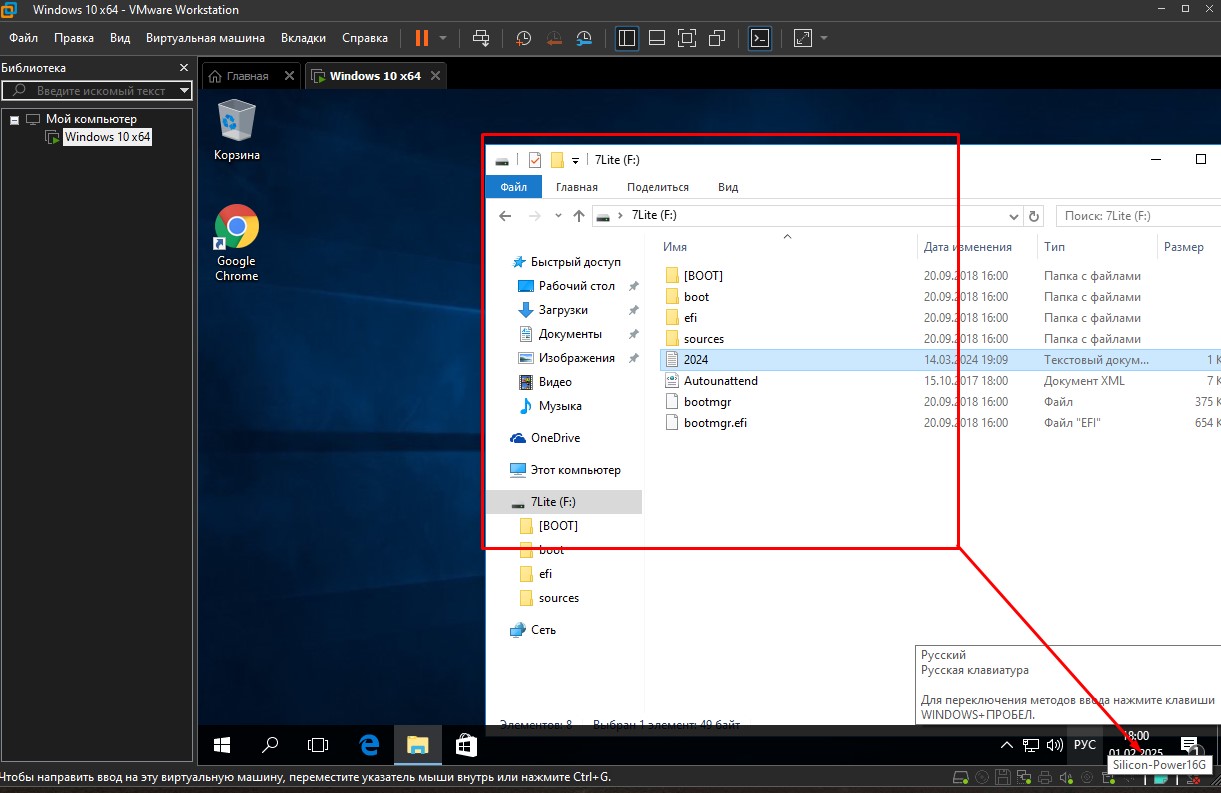 Windows 10 x64 - VMware Workstation
Файл Правка Вид Виртуальная машина Вкладки Справка
Библиотека
Введите искомый текст
Мой компьютер
Windows 10 x64
Главная Windows 10 x64
Корзина
Google
Chrome
7Lite (F:)
Файл Главная Поделиться Вид
7Lite (F:) Поиск: 7Lite (F:)
Имя Дата изменения Тип Размер
Быстрый доступ
Рабочий стол
Загрузки
Документы
Изображения
Видео
Музыка
OneDrive
Этот компьютер
7Lite (F:)
[BOOT]
boot
efi
sources
Сеть
[BOOT] 20.09.2018 16:00 Папка с файлами
boot 20.09.2018 16:00 Папка с файлами
efi 20.09.2018 16:00 Папка с файлами
sources 20.09.2018 16:00 Папка с файлами
2024 14.03.2024 19:09 Текстовый докум... 1 К
Autounattend 15.10.2017 18:00 Документ XML 7 К
bootmgr 20.09.2018 16:00 Файл 375 К
bootmgr.efi 20.09.2018 16:00 Файл "EFI" 654 К
Элементов: 8 Выбран 1 элемент: 49 байт
Русский
Русская клавиатура
Для переключения методов ввода нажмите клавиши
WINDOWS+ПРОБЕЛ.
РУС
18:00
01.02.2025
1
Silicon-Power16G
Чтобы направить ввод на эту виртуальную машину, переместите указатель мыши внутрь или нажмите Ctrl+G.